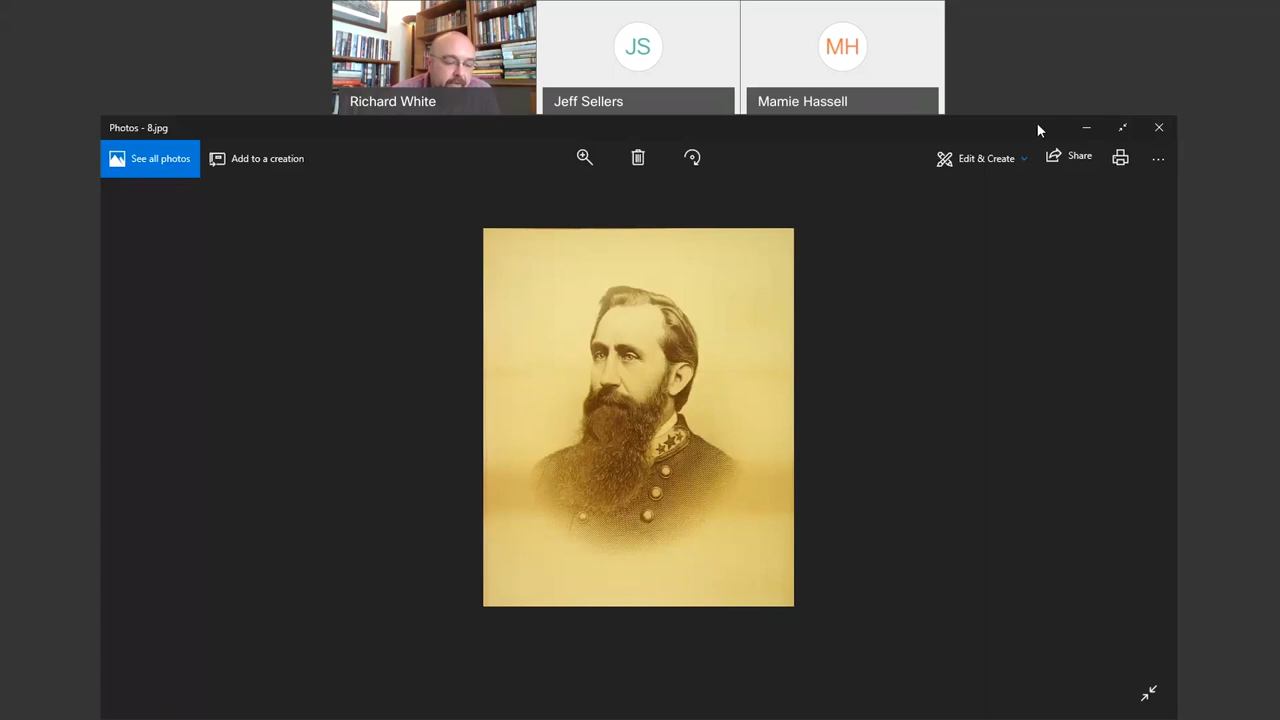 JS
MH
Richard White
Jeff Sellers
Mamie Hassell
Photos - 8.jpg
See all photos
Add to a creation
Edit & Create
Share